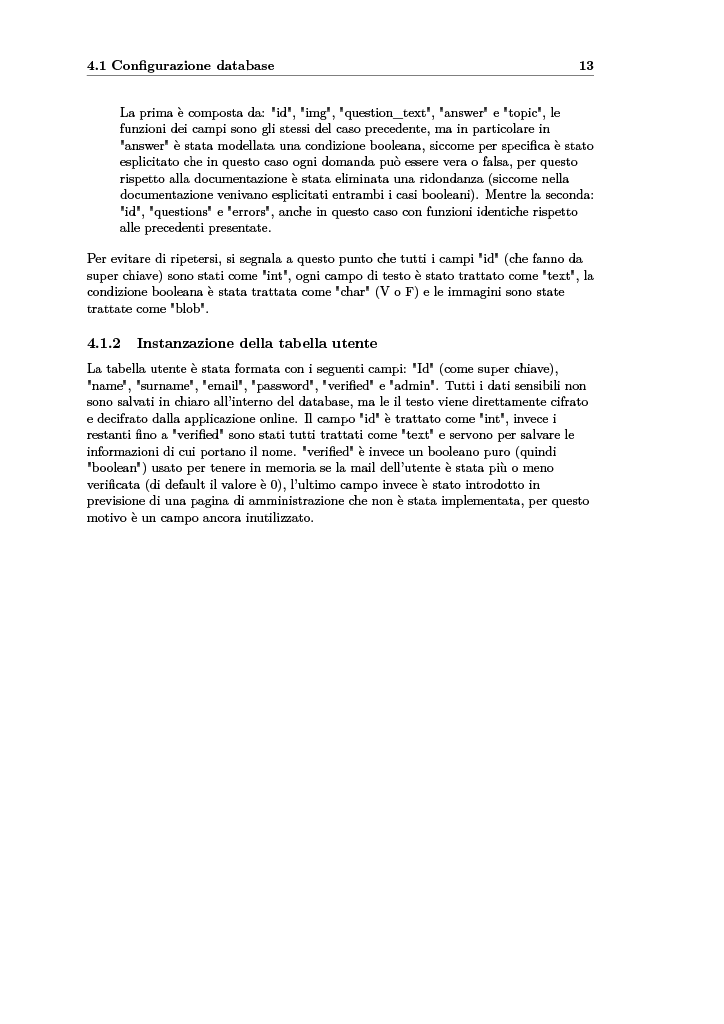 4.1 Configurazione database 13
La prima è composta da: "id", "img", "question_text", "answer" e "topic", le
funzioni dei campi sono gli stessi del caso precedente, ma in particolare in
"answer" è stata modellata una condizione booleana, siccome per specifica è stato
esplicitato che in questo caso ogni domanda può essere vera o falsa, per questo
rispetto alla documentazione è stata eliminata una ridondanza (siccome nella
documentazione venivano esplicitati entrambi i casi booleani). Mentre la seconda:
"id", "questions" e "errors", anche in questo caso con funzioni identiche rispetto
alle precedenti presentate.
Per evitare di ripetersi, si segnala a questo punto che tutti i campi "id" (che fanno da
super chiave) sono stati come "int", ogni campo di testo è stato trattato come "text", la
condizione booleana è stata trattata come "char" (V o F) e le immagini sono state
trattate come "blob".
4.1.2 Instanzazione della tabella utente
La tabella utente è stata formata con i seguenti campi: "Id" (come super chiave),
"name", "surname", "email", "password", "verified" e "admin". Tutti i dati sensibili non
sono salvati in chiaro all'interno del database, ma le il testo viene direttamente cifrato
e decifrato dalla applicazione online. Il campo "id" è trattato come "int", invece i
restanti fino a "verified" sono stati tutti trattati come "text" e servono per salvare le
informazioni di cui portano il nome. "verified" è invece un booleano puro (quindi
"boolean") usato per tenere in memoria se la mail dell'utente è stata più o meno
verificata (di default il valore è 0), l'ultimo campo invece è stato introdotto in
previsione di una pagina di amministrazione che non è stata implementata, per questo
motivo è un campo ancora inutilizzato.